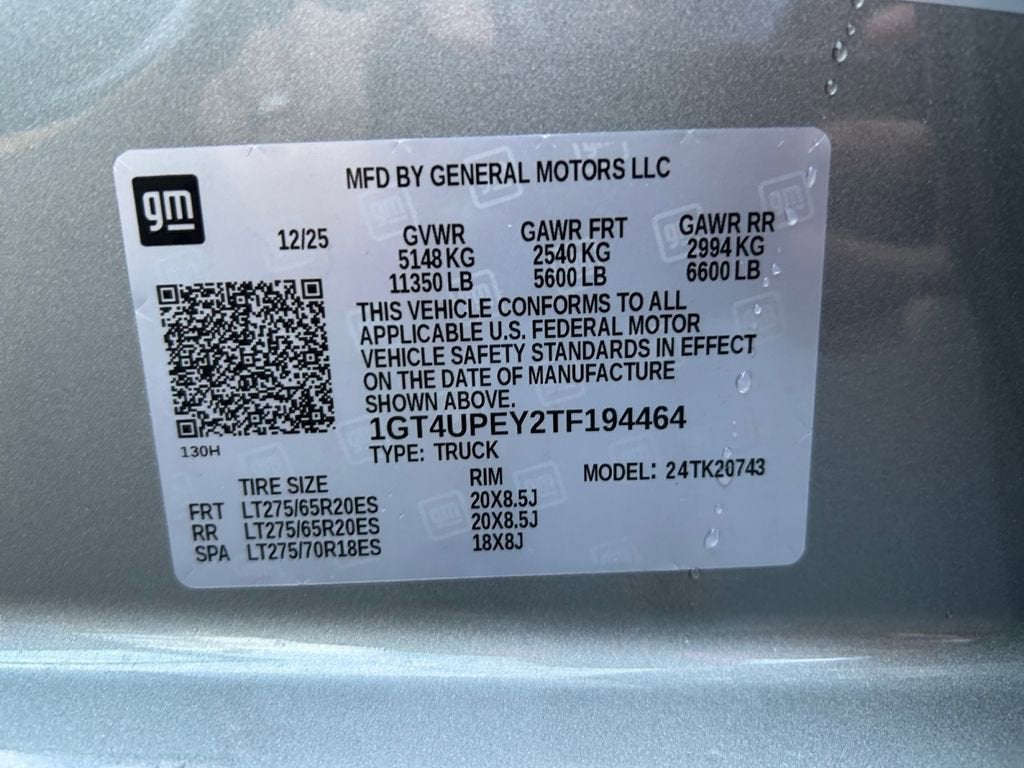 gm
MFD BY GENERAL MOTORS LLC
12/25 GVWR GAWR FRT GAWR RR
5148 KG 2540 KG 2994 KG
11350 LB 5600 LB 6600 LB
THIS VEHICLE CONFORMS TO ALL
APPLICABLE U.S. FEDERAL MOTOR
VEHICLE SAFETY STANDARDS IN EFFECT
ON THE DATE OF MANUFACTURE
SHOWN ABOVE.
1GT4UPEY2TF194464
130H
TYPE: TRUCK
TIRE SIZE RIM MODEL: 24TK20743
FRT LT275/65R20ES 20X8.5J
RR LT275/65R20ES 20X8.5J
SPA LT275/70R18ES 18X8J